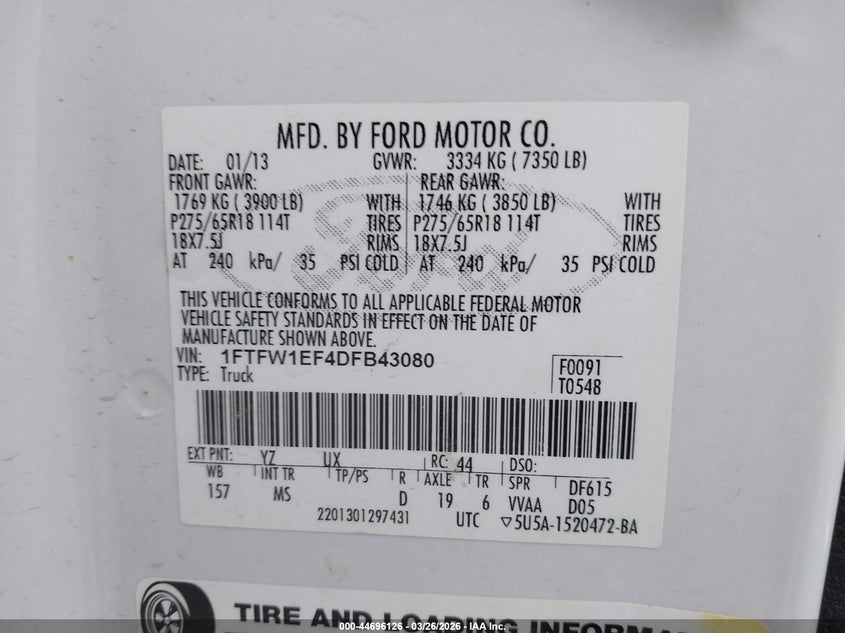 MFD. BY FORD MOTOR CO.
DATE: 01/13 GVWR: 3334 KG ( 7350 LB)
FRONT GAWR: REAR GAWR:
1769 KG ( 3900 LB) WITH 1746 KG ( 3850 LB) WITH
P275/65R18 114T TIRES P275/65R18 114T TIRES
18X7.5J RIMS 18X7.5J RIMS
AT 240 kPa/ 35 PSI COLD AT 240 kPa/ 35 PSI COLD
THIS VEHICLE CONFORMS TO ALL APPLICABLE FEDERAL MOTOR
VEHICLE SAFETY STANDARDS IN EFFECT ON THE DATE OF
MANUFACTURE SHOWN ABOVE.
VIN: 1FTFW1EF4DFB43080
TYPE: Truck
F0091
T0548
EXT PNT: YZ UX RC: 44 DSO:
WB INT TR TP/PS R AXLE TR SPR DF615
157 MS D 19 6 VVAA D05
2201301297431 UTC ▽5U5A-1520472-BA
TIRE AND LOADING
000-44696126 - 03/26/2026 - IAA Inc.